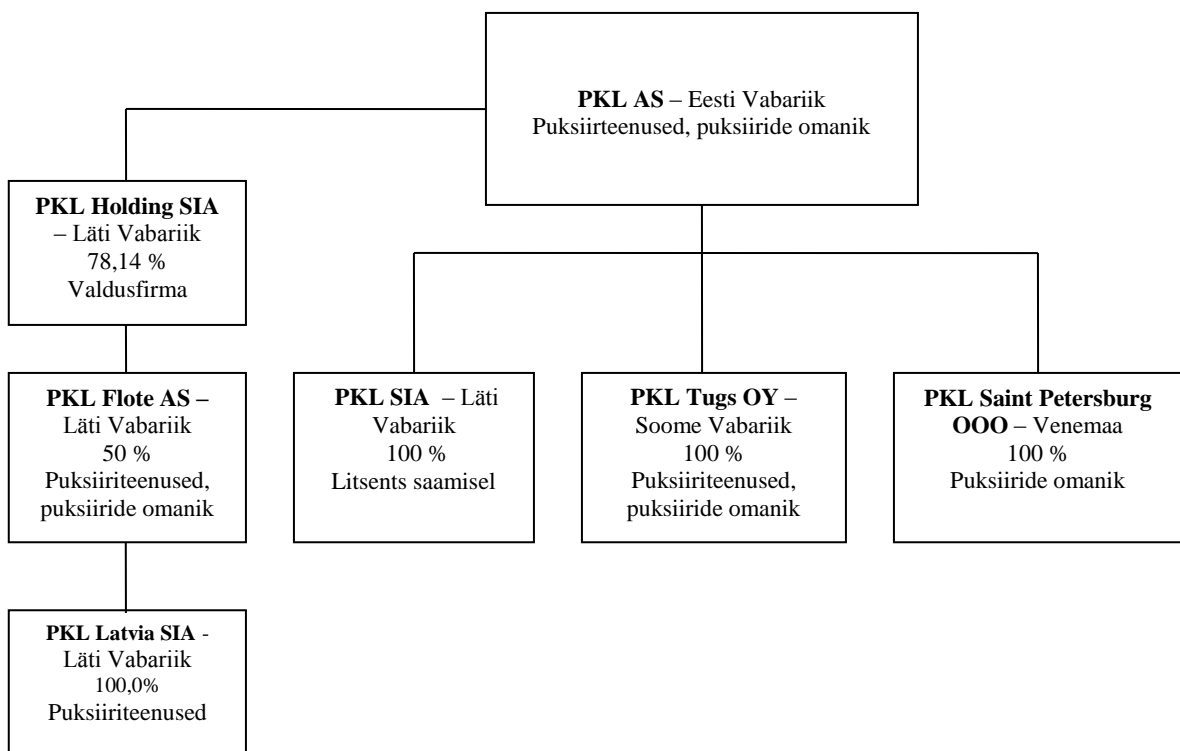 PKL AS – Eesti Vabariik
Puksiirteenused, puksiiride omanik
PKL Holding SIA
– Läti Vabariik
78,14 %
Valdusfirma
PKL Flote AS –
Läti Vabariik
50 %
Puksiiriteenused,
puksiiride omanik
PKL SIA – Läti
Vabariik
100 %
Litsents saamisel
PKL Tugs OY –
Soome Vabariik
100 %
Puksiiriteenused,
puksiiride omanik
PKL Saint Petersburg
OOO – Venemaa
100 %
Puksiiride omanik
PKL Latvia SIA -
Läti Vabariik
100,0%
Puksiiriteenused